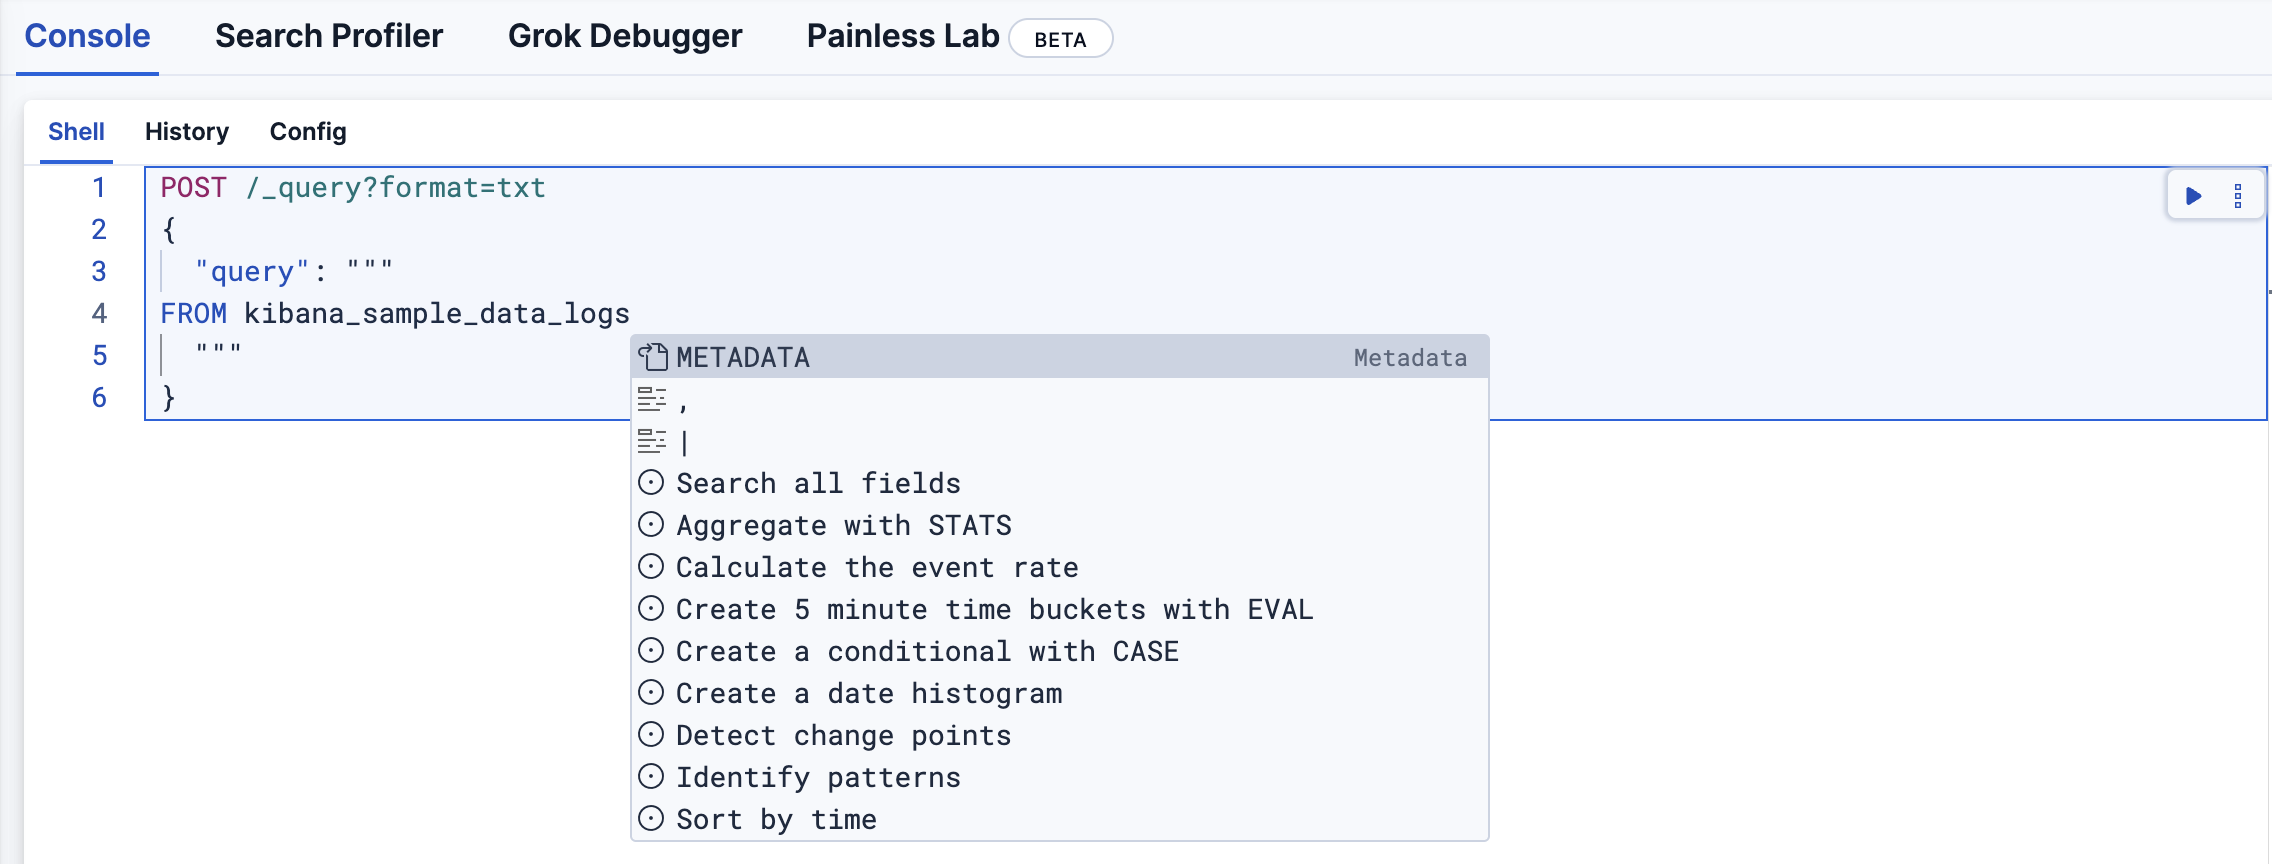 Console Search Profiler Grok Debugger Painless Lab BETA
Shell History Config
1 POST /_query?format=txt
2 {
3 "query": """
4 FROM kibana_sample_data_logs
5 """
6 }
METADATA Metadata
,
|
Search all fields
Aggregate with STATS
Calculate the event rate
Create 5 minute time buckets with EVAL
Create a conditional with CASE
Create a date histogram
Detect change points
Identify patterns
Sort by time